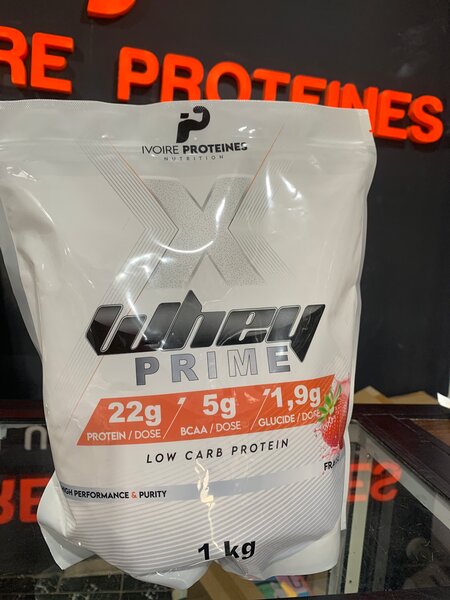 RE PROTEINES
IVOIRE PROTEINES
NUTRITION
X
Whey
PRIME
22g 5g 1,9g
PROTEIN / DOSE BCAA / DOSE GLUCIDE / DOSE
LOW CARB PROTEIN
HIGH PERFORMANCE & PURITY
1 kg